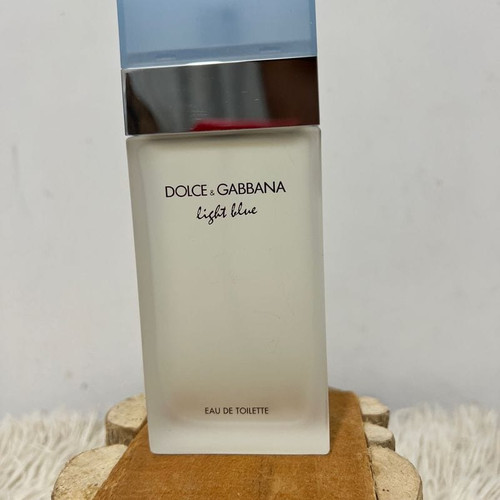 DOLCE & GABBANA
light blue
EAU DE TOILETTE